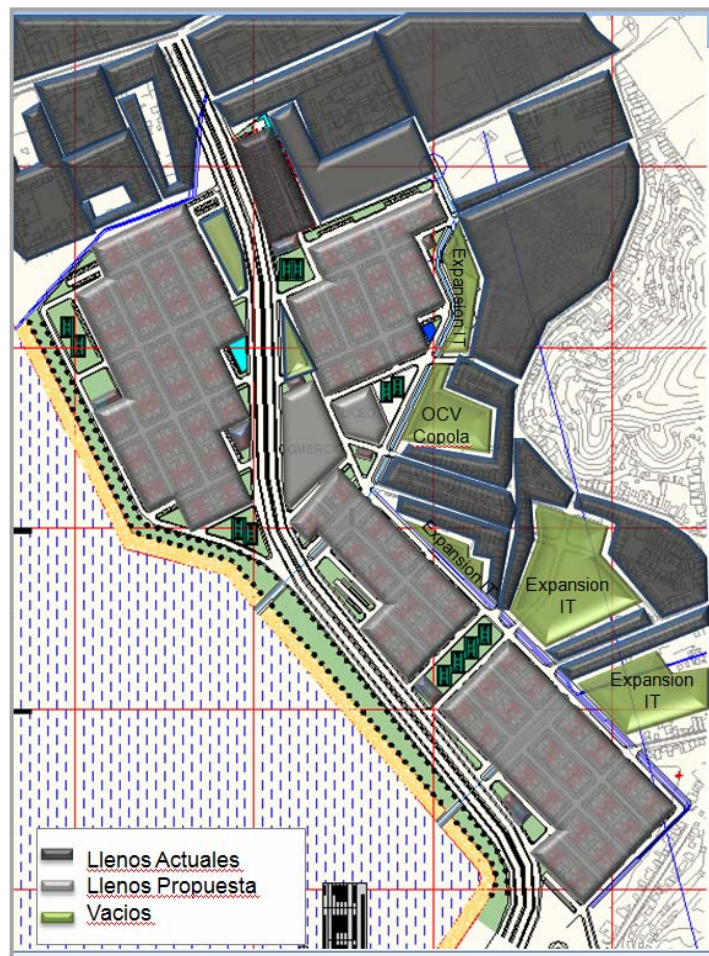 Expansion IT
OCV
Copola
Expansion IT
Expansion
IT
Expansion
IT
Llenos Actuales
Llenos Propuesta
Vacios